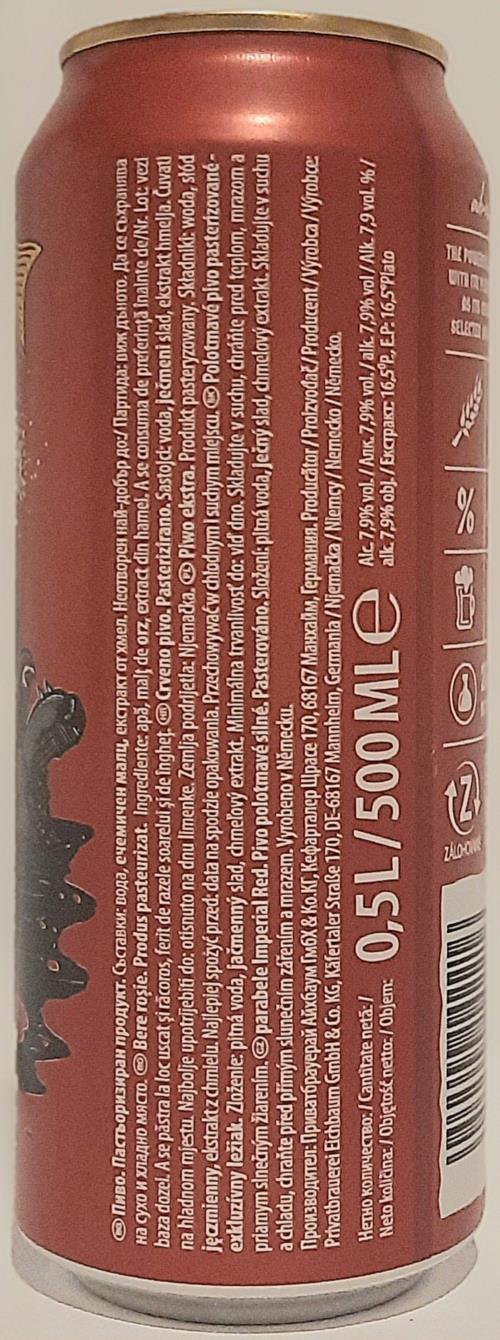 BG Пиво. Пастьоризиран продукт. Съставки: вода, ечемичен малц, екстракт от хмел. Неотворен най-добър до:/Партида: виж дъното. Да се съхранява
на сухо и хладно място. RO Bere roșie. Produs pasteurizat. Ingrediente: apă, malț de orz, extract din hamei. A se consuma de preferință înainte de/Nr. Lot: vezi
baza dozei. A se păstra la loc uscat și răcoros, ferit de razele soarelui și de îngheț. HR Crveno pivo. Pasterizirano. Sastojci: voda, ječmeni slad, ekstrakt hmelja. Čuvati
na hladnom mjestu. Najbolje upotrijebiti do: otisnuto na dnu limenke. Zemlja podrijetla: Njemačka. PL Piwo ekstra. Produkt pasteryzowany. Składniki: woda, słód
jęczmienny, ekstrakt z chmielu. Najlepiej spożyć przed: data na spodzie opakowania. Przechowywać w chłodnym i suchym miejscu. SK Polotmavé pivo pasterizované-
exkluzívny ležiak. Zloženie: pitná voda, jačmenný slad, chmeľový extrakt. Minimálna trvanlivosť do: viď dno. Skladujte v suchu, chráňte pred teplom, mrazom a
priamym slnečným žiarením. CZ parabele Imperial Red. Pivo polotmavé silné. Pasterováno. Složení: pitná voda, ječný slad, chmelový extrakt. Skladujte v suchu
a chladu, chraňte před přímým slunečním zářením a mrazem. Vyrobeno v Německu.
Производител: Приватбрауерай Айхбаум ГмбХ & Ко.КГ, Кефарталер Щрасе 170, 68167 Манхайм, Германия. Producător / Proizvođač / Producent / Výrobca / Výrobce:
Privatbrauerei Eichbaum GmbH & Co. KG, Käfertaler Straße 170, DE-68167 Mannheim, Germania / Njemačka / Niemcy / Nemecko / Německo.
Нетно количество: / Cantitate netă: /
Neto količina: / Objętość netto: / Objem:
0,5 L / 500 ML e
Alc. 7,9% vol. / Алк. 7,9% vol. / alk. 7,9% vol. / Alk. 7,9 vol. % /
alk. 7,9% obj. / Екстракт: 16,5°P., E.P.: 16,5°Plato
THE POWER
WITH ITS
AS ITS
SELECTED
%
Z
ZÁLOHOVANÉ